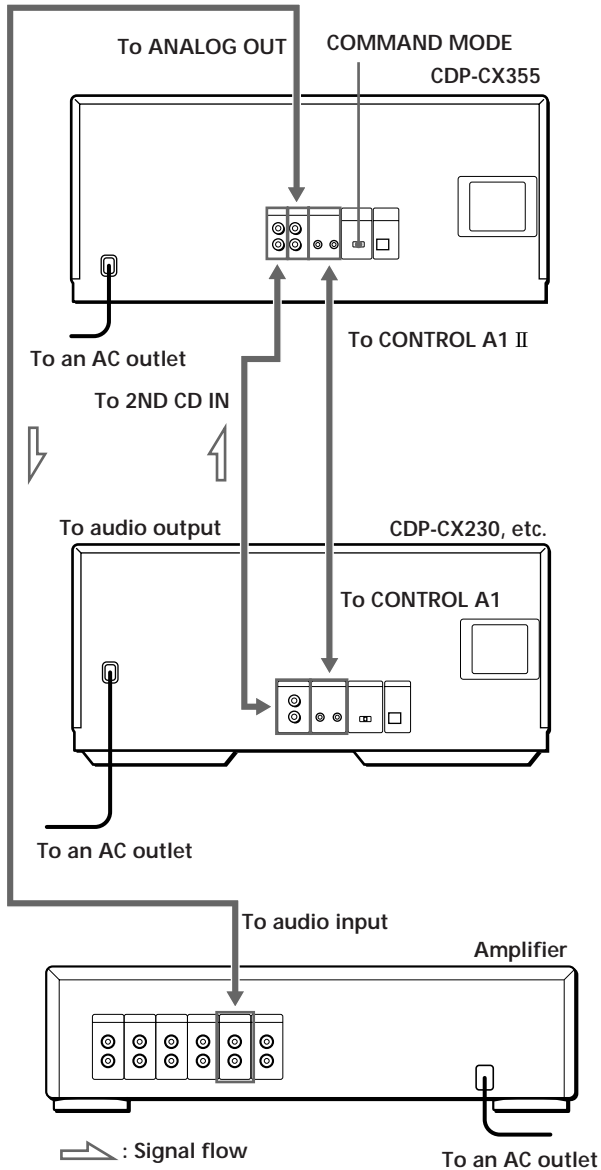 To ANALOG OUT
COMMAND MODE
CDP-CX355
To an AC outlet
To CONTROL A1 II
To 2ND CD IN
To audio output
CDP-CX230, etc.
To CONTROL A1
To an AC outlet
To audio input
Amplifier
: Signal flow
To an AC outlet